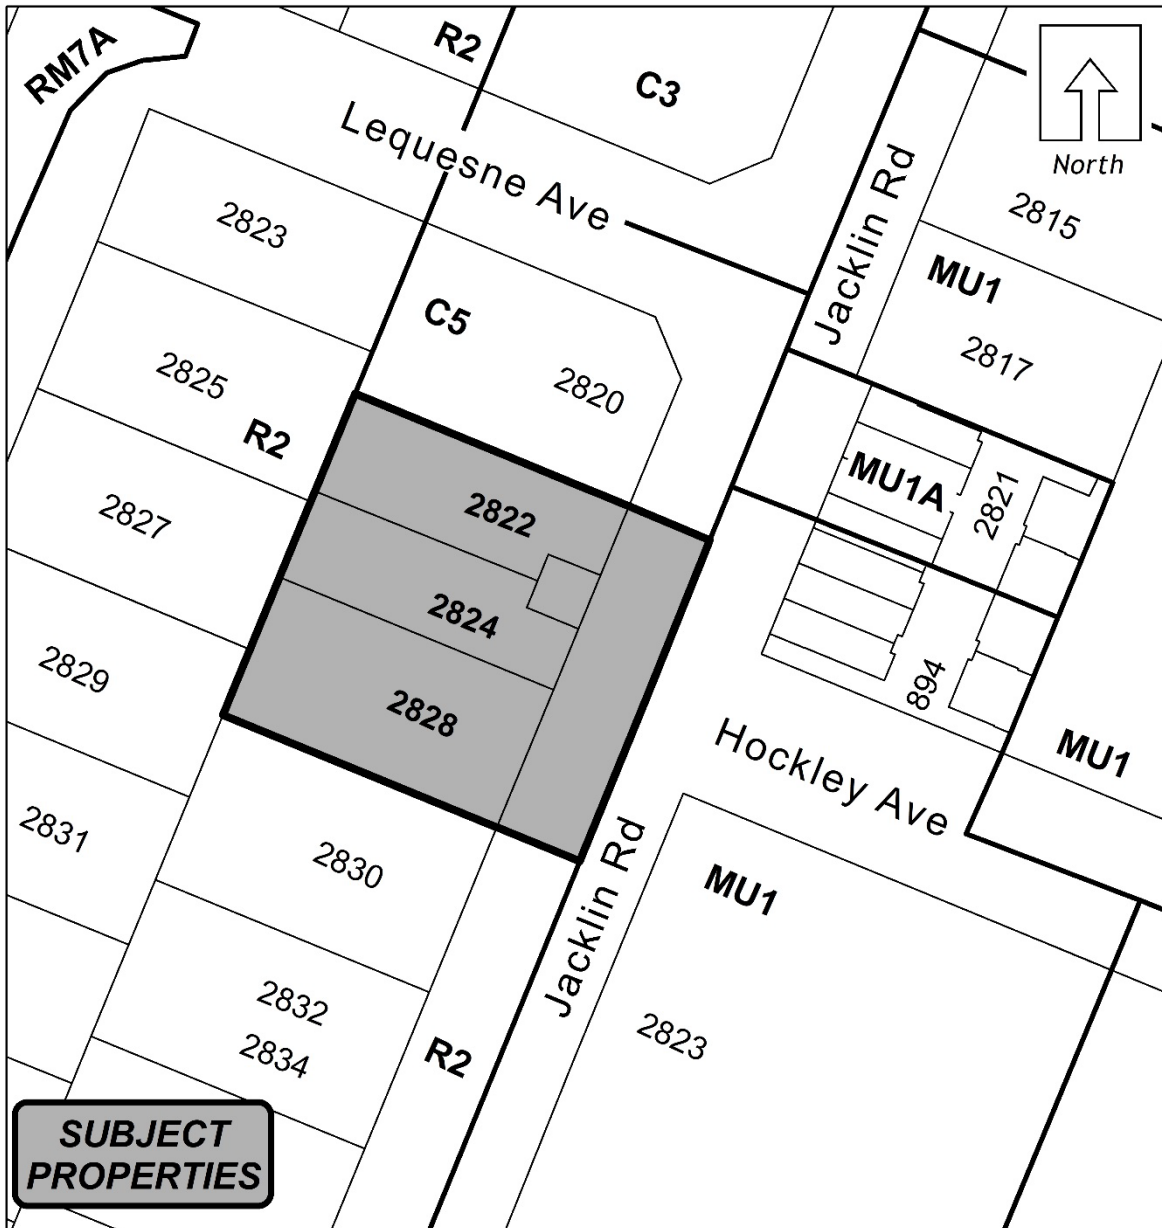 RM7A
R2
C3
North
Lequesne Ave
Jacklin Rd
2815
2823
MU1
C5
2817
2825
2820
R2
MU1A
2821
2822
2827
2824
2829
894
2828
Hockley Ave
MU1
2831
2830
Jacklin Rd
MU1
2832
2823
2834
R2
SUBJECT
PROPERTIES